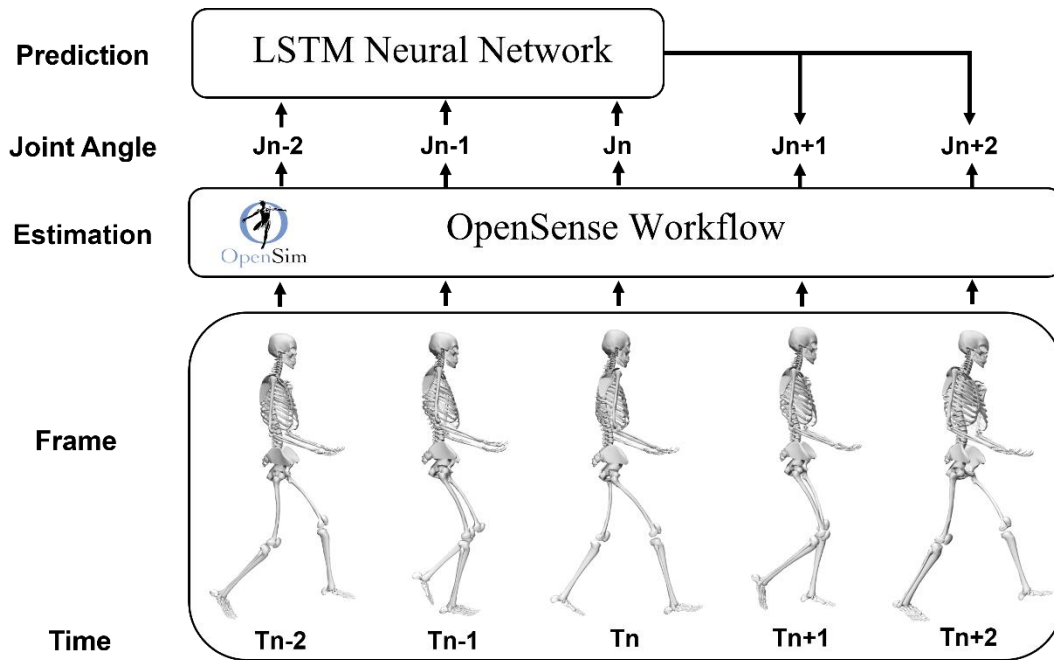 Prediction LSTM Neural Network
Joint Angle Jn-2 Jn-1 Jn Jn+1 Jn+2
Estimation OpenSim OpenSense Workflow
Frame
Time Tn-2 Tn-1 Tn Tn+1 Tn+2